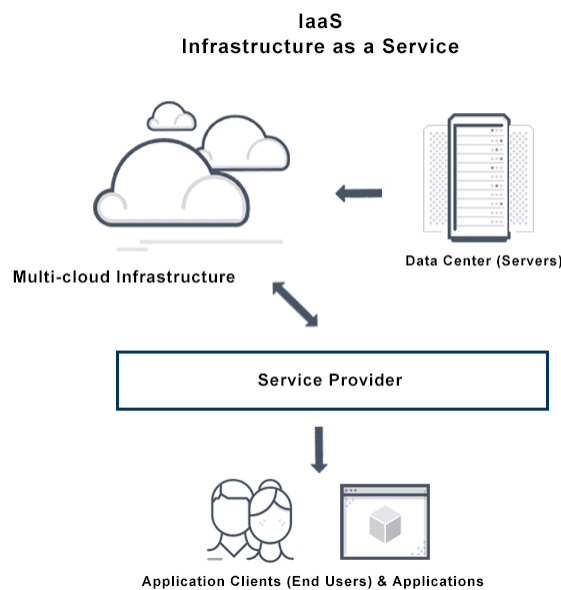 IaaS
Infrastructure as a Service
Data Center (Servers)
Multi-cloud Infrastructure
Service Provider
Application Clients (End Users) & Applications